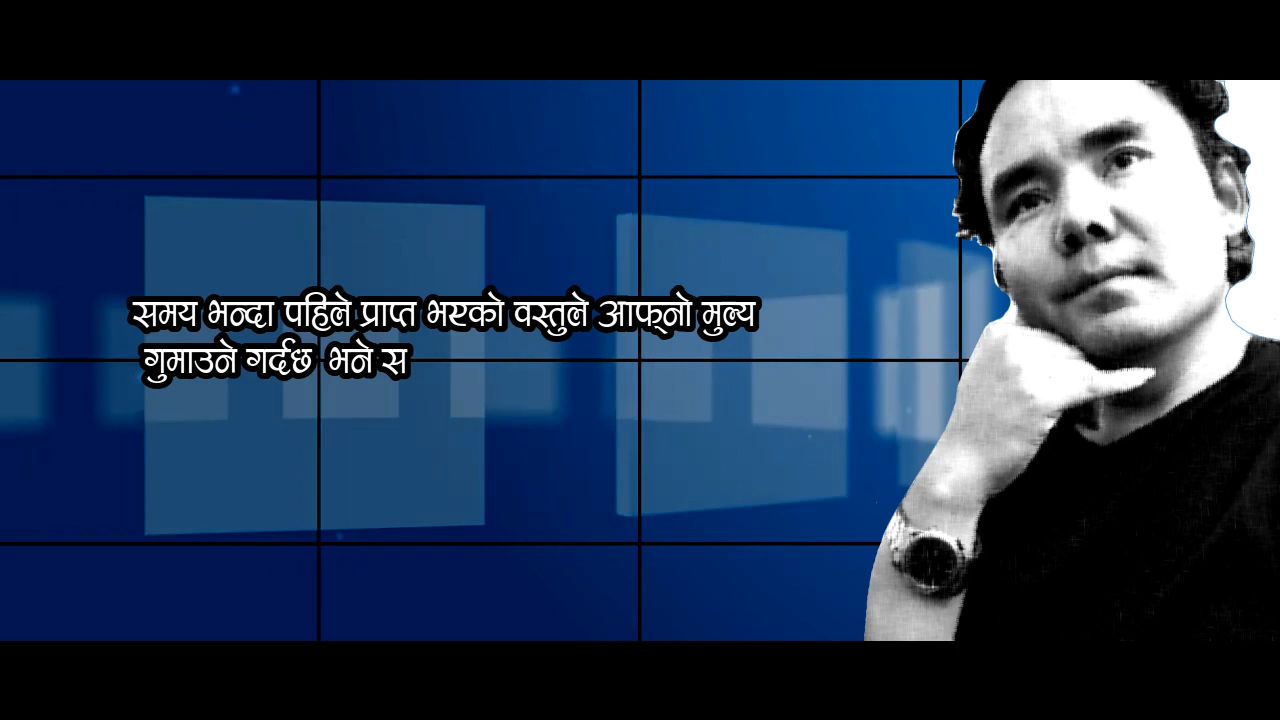 समय भन्दा पहिले प्राप्त भएको वस्तुले आफ्नो मुल्य
गुमाउने गर्दछ भने स